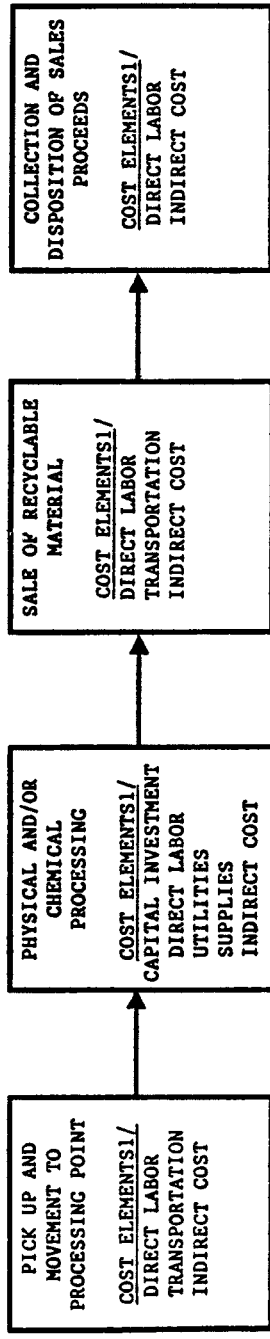 PICK UP AND
MOVEMENT TO
PROCESSING POINT
COST ELEMENTS1/
DIRECT LABOR
TRANSPORTATION
INDIRECT COST
PHYSICAL AND/OR
CHEMICAL
PROCESSING
COST ELEMENTS1/
CAPITAL INVESTMENT
DIRECT LABOR
UTILITIES
SUPPLIES
INDIRECT COST
SALE OF RECYCLABLE
MATERIAL
COST ELEMENTS1/
DIRECT LABOR
TRANSPORTATION
INDIRECT COST
COLLECTION AND
DISPOSITION OF SALES
PROCEEDS
COST ELEMENTS1/
DIRECT LABOR
INDIRECT COST